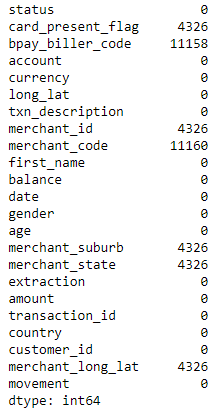 status 0
card_present_flag 4326
bpay_biller_code 11158
account 0
currency 0
long_lat 0
txn_description 0
merchant_id 4326
merchant_code 11160
first_name 0
balance 0
date 0
gender 0
age 0
merchant_suburb 4326
merchant_state 4326
extraction 0
amount 0
transaction_id 0
country 0
customer_id 0
merchant_long_lat 4326
movement 0
dtype: int64